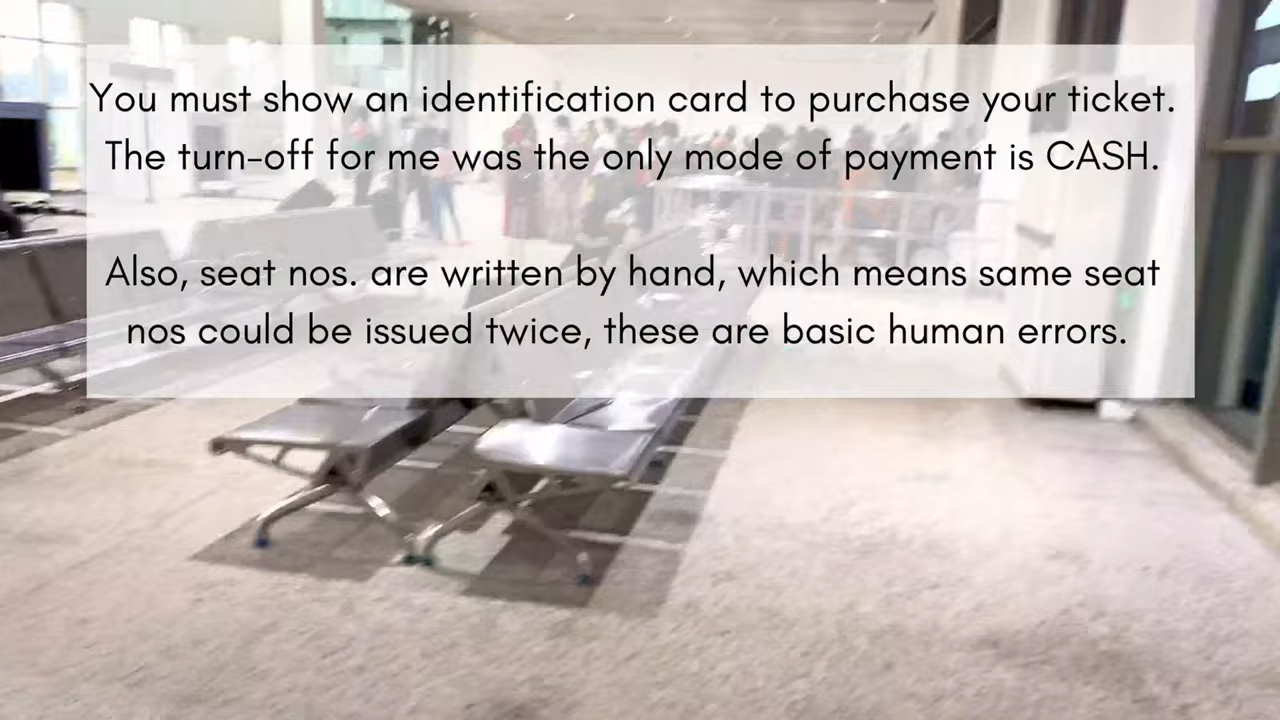 You must show an identification card to purchase your ticket.
The turn-off for me was the only mode of payment is CASH.
Also, seat nos. are written by hand, which means same seat
nos could be issued twice, these are basic human errors.